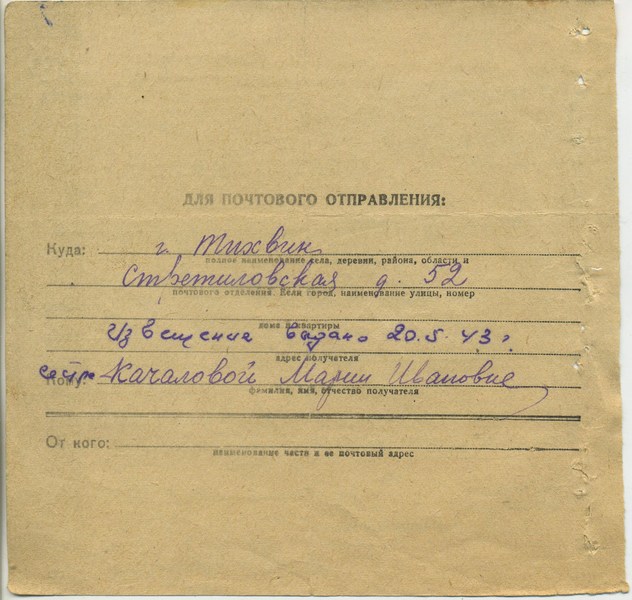 ДЛЯ ПОЧТОВОГО ОТПРАВЛЕНИЯ:
Куда: г. Тихвин
полное наименование села, деревни, района, области и
Стретиловская д. 52
почтового отделения. Если город, наименование улицы, номер
дома и квартиры
Извещение выдано 20.5.43 г.
адрес получателя
сестре Кому: Качаловой Марии Ивановне
фамилия, имя, отчество получателя
От кого:
наименование части и ее почтовый адрес